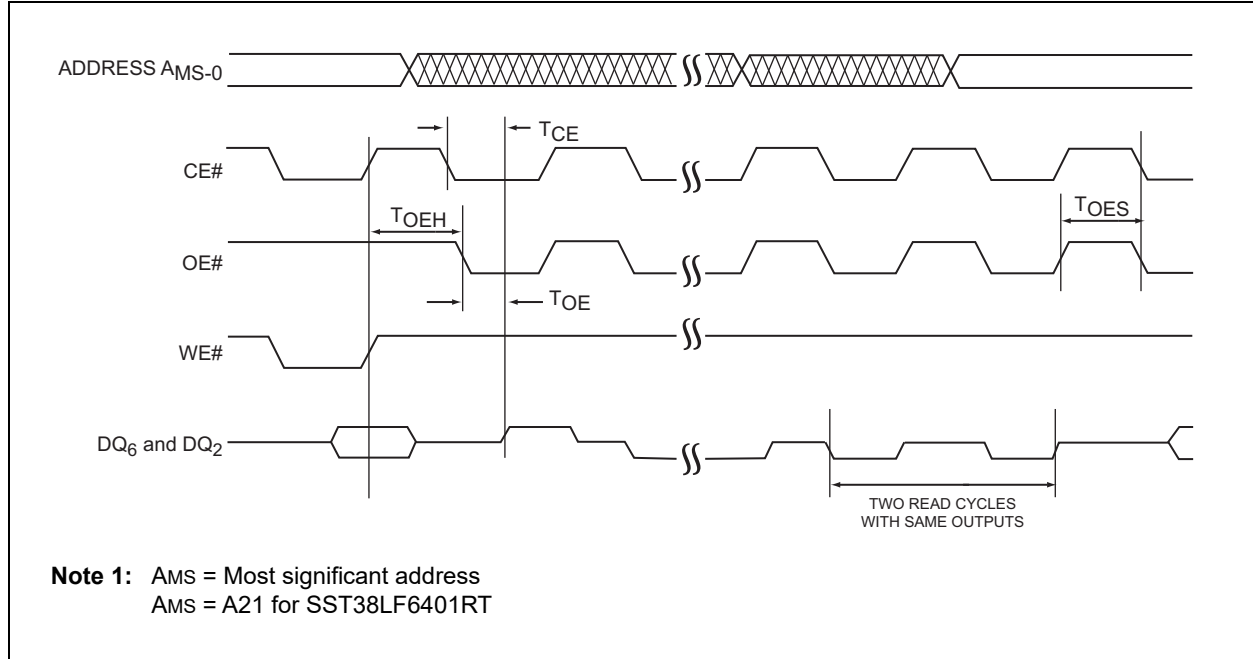 ADDRESS AMS-0
TCE
CE#
TOEH
TOES
OE#
TOE
WE#
DQ6 and DQ2
TWO READ CYCLES
WITH SAME OUTPUTS
Note 1: AMS = Most significant address
AMS = A21 for SST38LF6401RT